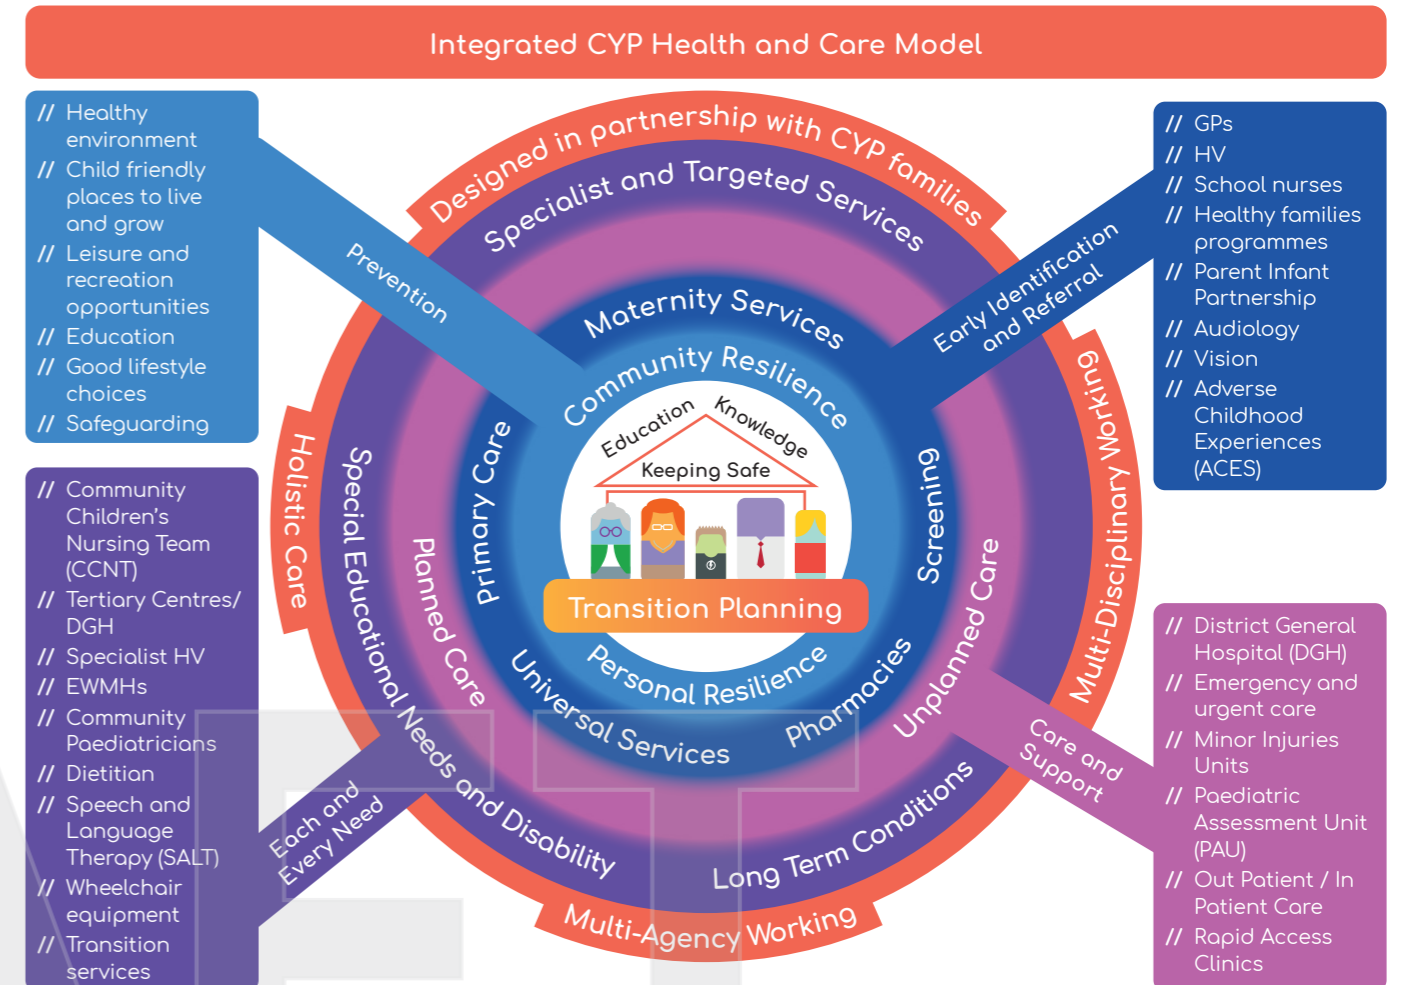 Integrated CYP Health and Care Model
// Healthy
environment
// Child friendly
places to live
and grow
// Leisure and
recreation
opportunities
// Education
// Good lifestyle
choices
// Safeguarding
Prevention
// GPs
// HV
// School nurses
// Healthy families
programmes
// Parent Infant
Partnership
// Audiology
// Vision
// Adverse
Childhood
Experiences
(ACES)
Early Identification
and Referral
Designed in partnership with CYP families
Specialist and Targeted Services
Maternity Services
Community Resilience
Education
Knowledge
Keeping Safe
Transition Planning
Personal Resilience
Primary Care
Screening
Universal Services
Pharmacies
Planned Care
Unplanned Care
Special Educational Needs and Disability
Long Term Conditions
Holistic Care
Multi-Disciplinary Working
Multi-Agency Working
// Community
Children's
Nursing Team
(CCNT)
// Tertiary Centres/
DGH
// Specialist HV
// EWMHs
// Community
Paediatricians
// Dietitian
// Speech and
Language
Therapy (SALT)
// Wheelchair
equipment
// Transition
services
Each and
Every Need
// District General
Hospital (DGH)
// Emergency and
urgent care
// Minor Injuries
Units
// Paediatric
Assessment Unit
(PAU)
// Out Patient / In
Patient Care
// Rapid Access
Clinics
Care and
Support